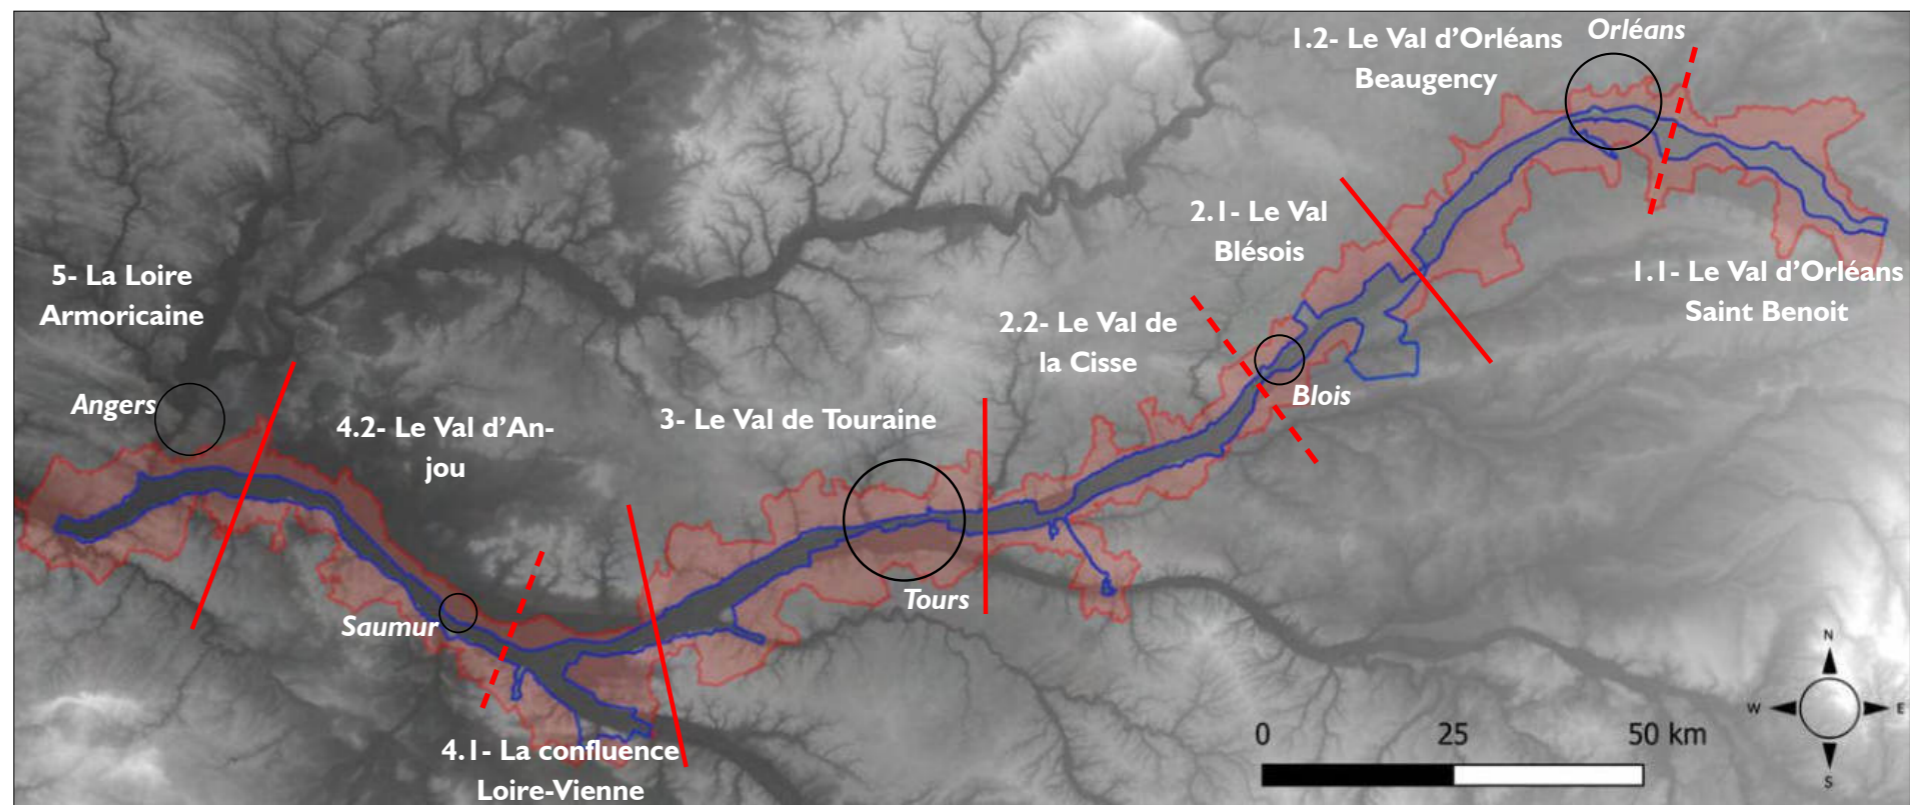 Orléans
1.2- Le Val d’Orléans
Beaugency
2.1- Le Val
Blésois
1.1- Le Val d’Orléans
Saint Benoit
5- La Loire
Armoricaine
2.2- Le Val de
la Cisse
Blois
Angers
4.2- Le Val d’An-
jou
3- Le Val de Touraine
Tours
Saumur
4.1- La confluence
Loire-Vienne
0 25 50 km
N
W E
S